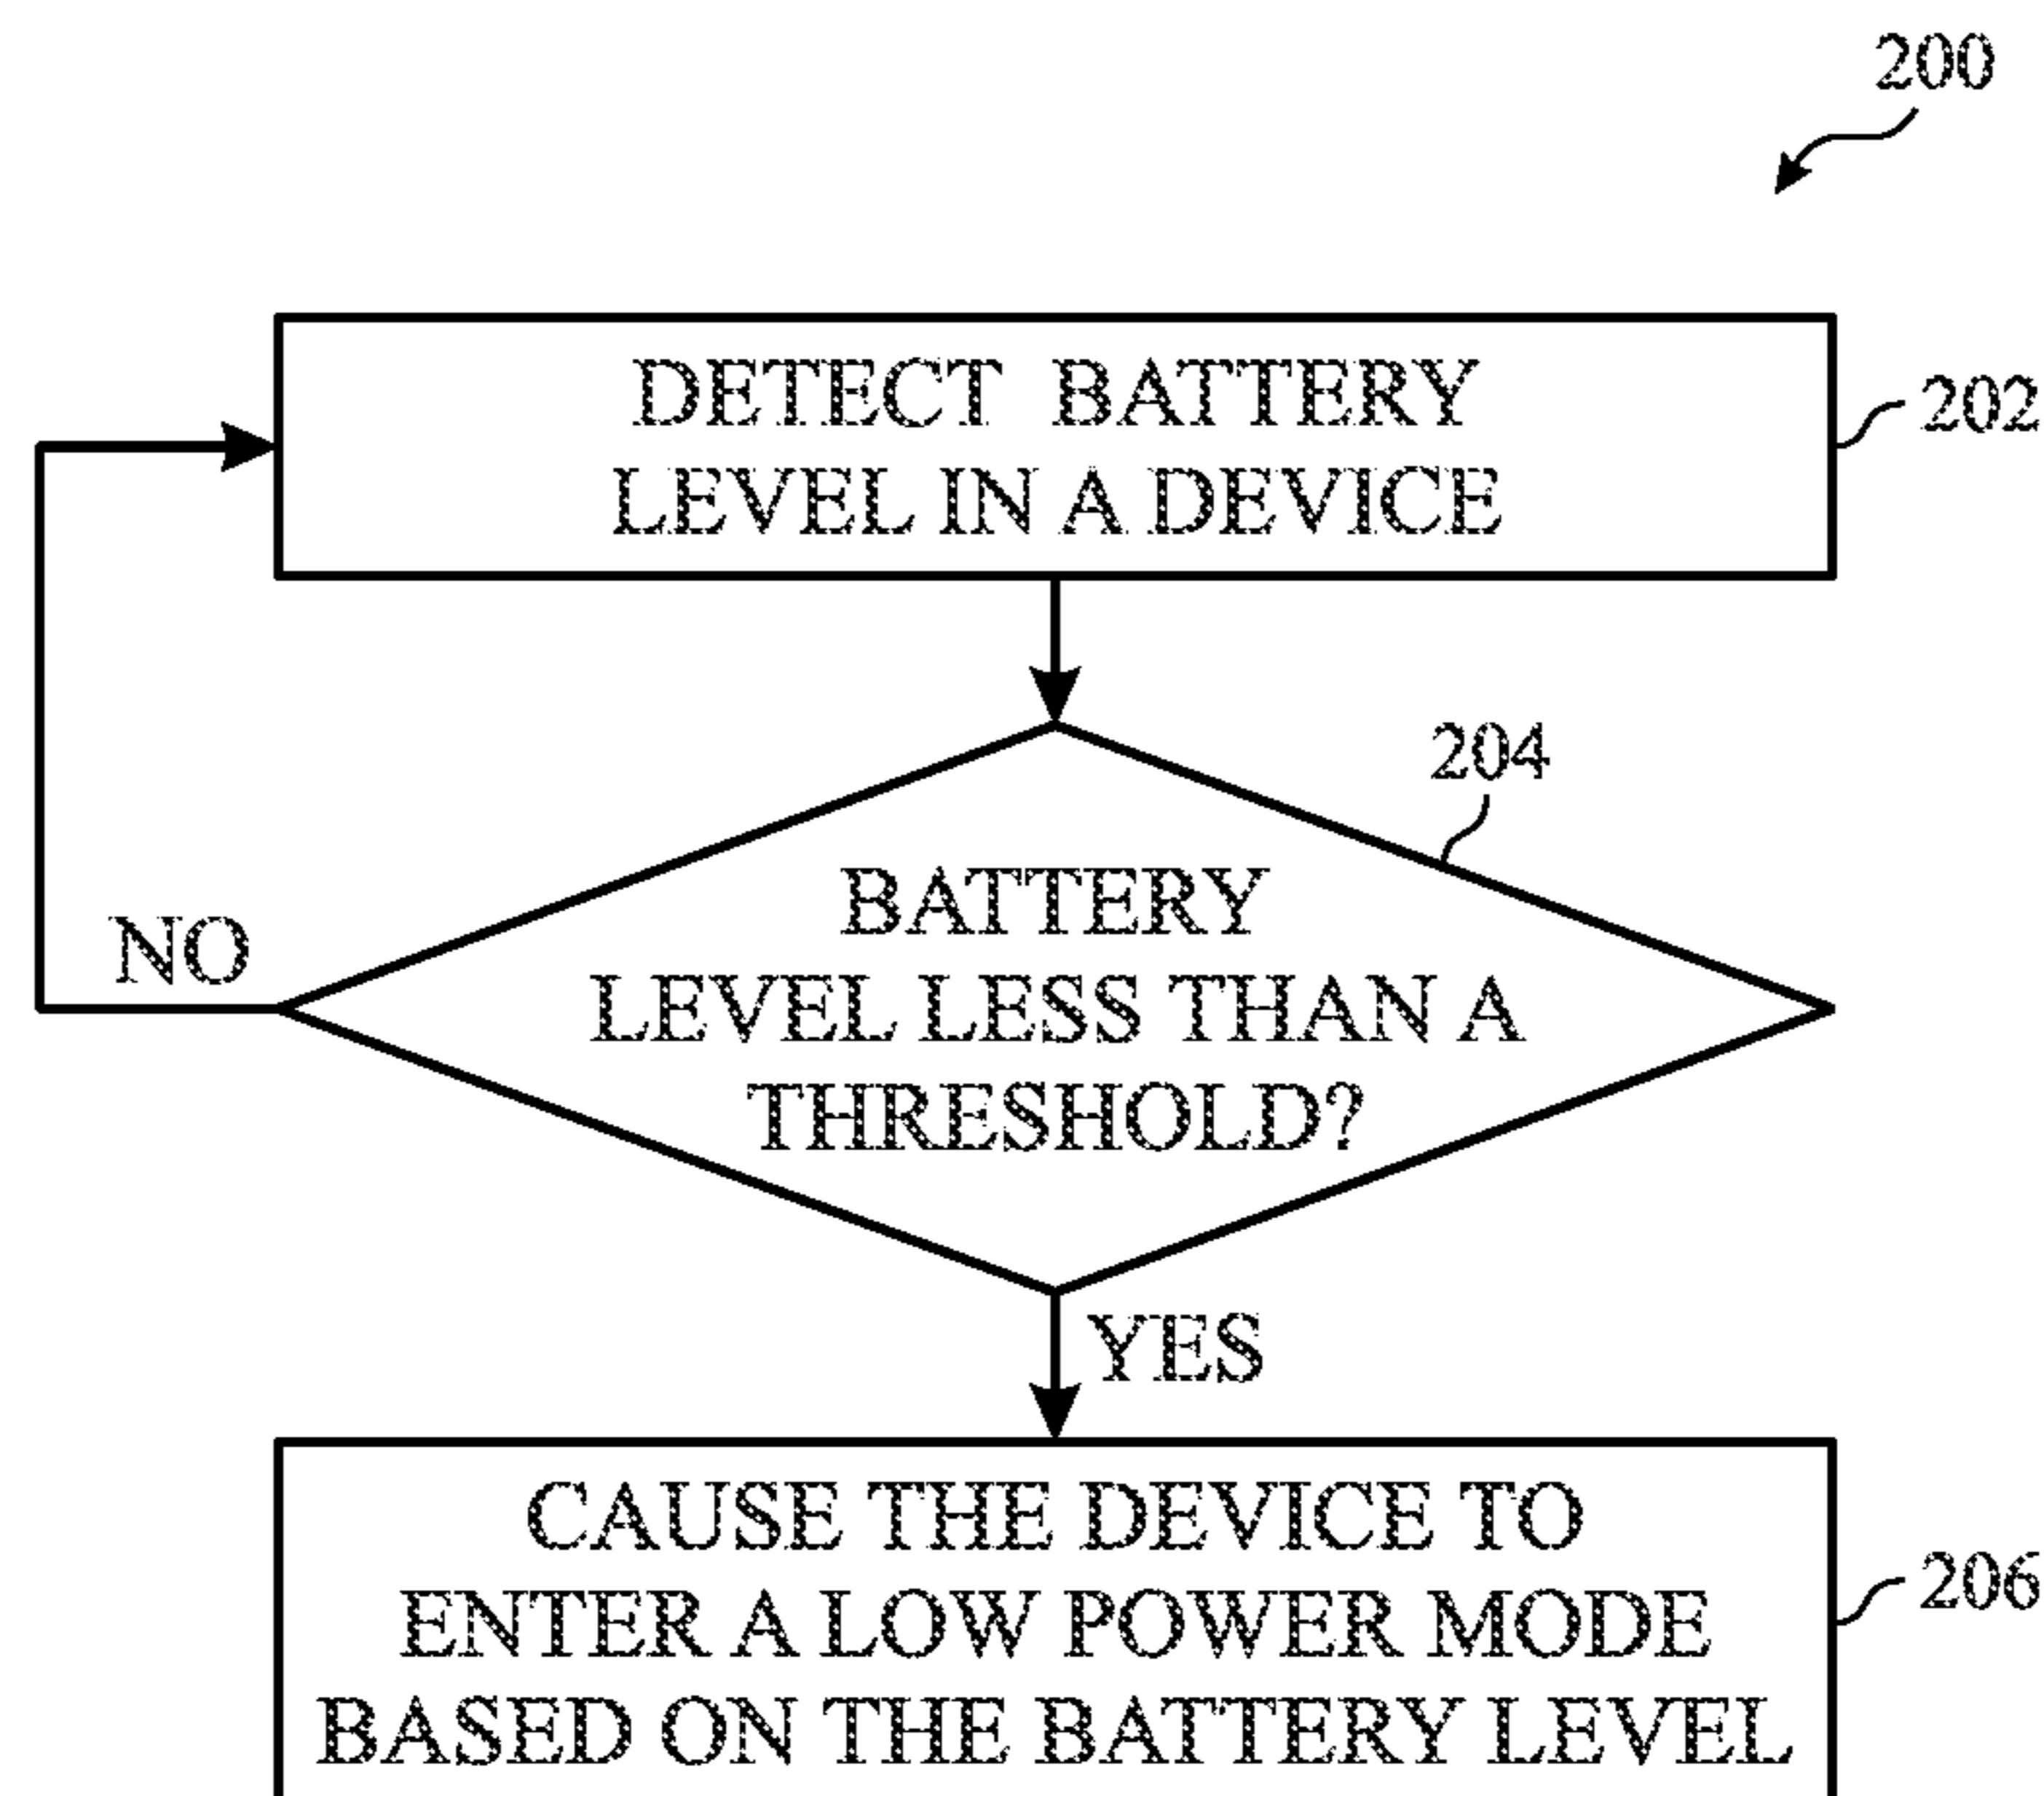 200
DETECT BATTERY
LEVEL IN A DEVICE
202
204
BATTERY
LEVEL LESS THAN A
THRESHOLD?
NO
YES
CAUSE THE DEVICE TO
ENTER A LOW POWER MODE
BASED ON THE BATTERY LEVEL
206